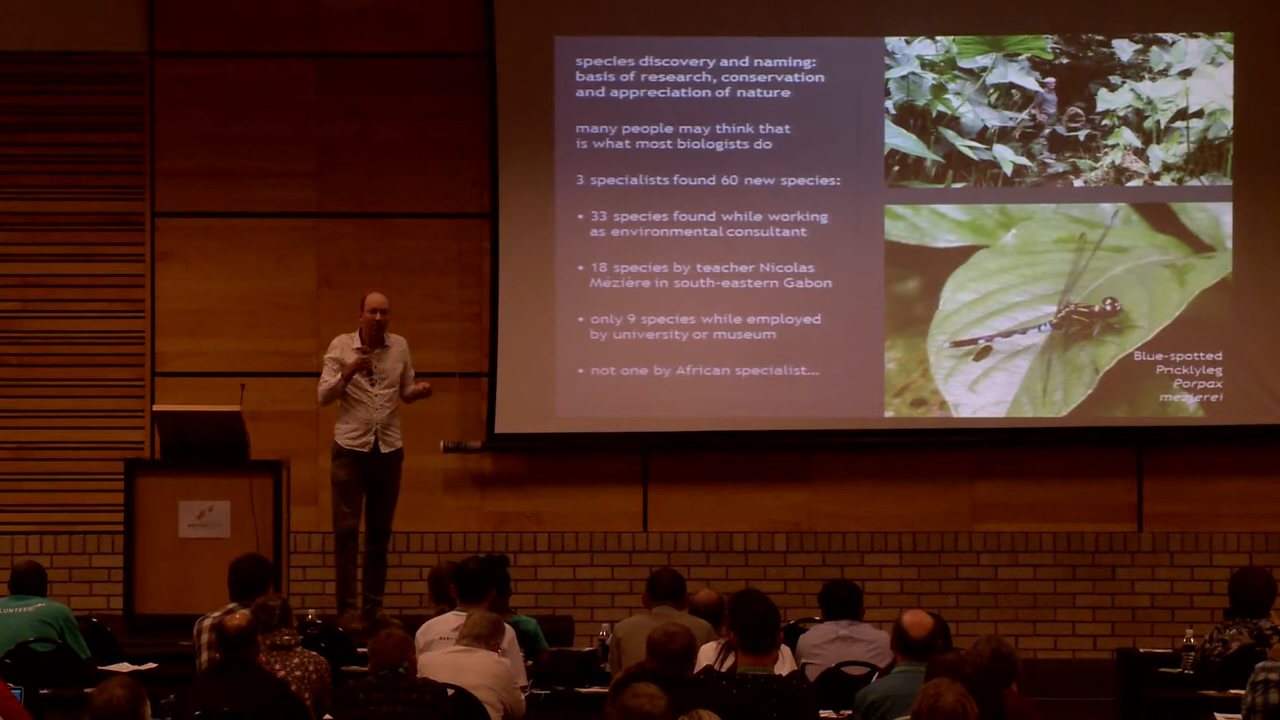 species discovery and naming:
basis of research, conservation
and appreciation of nature
many people may think that
is what most biologists do
3 specialists found 60 new species:
• 33 species found while working
as environmental consultant
• 18 species by teacher Nicolas
Mézière in south-eastern Gabon
• only 9 species while employed
by university or museum
• not one by African specialist...
Blue-spotted
Pricklyleg
Porpax
mezierei